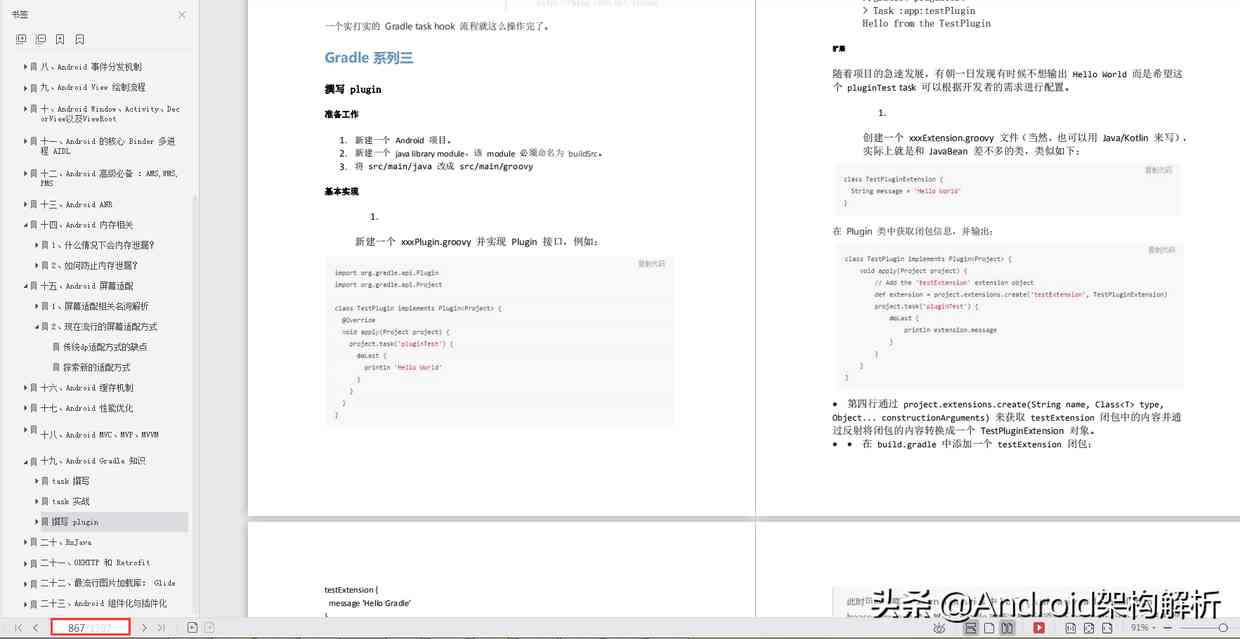 书签
八、Android 事件分发机制
九、Android View 绘制流程
十、Android Window、Activity、Dec
orView以及ViewRoot
十一、Android 的核心 Binder 多进
程 AIDL
十二、Android 高级必备 ：AMS,WMS,
PMS
十三、Android ANR
十四、Android 内存相关
1、什么情况下会内存泄漏?
2、如何防止内存泄漏?
十五、Android 屏幕适配
1、屏幕适配相关名词解析
2、现在流行的屏幕适配方式
传统dp适配方式的缺点
探索新的适配方式
十六、Android 缓存机制
十七、Android 性能优化
十八、Android MVC、MVP、MVVM
十九、Android Gradle 知识
task 撰写
task 实战
撰写 plugin
二十、RxJava
二十一、OKHTTP 和 Retrofit
二十二、最流行图片加载库： Glide
二十三、Android 组件化与插件化
一个实打实的 Gradle task hook 流程就这么操作完了。
Gradle 系列三
撰写 plugin
准备工作
1. 新建一个 Android 项目。
2. 新建一个 java library module，该 module 必须命名为 buildSrc。
3. 将 src/main/java 改成 src/main/groovy
基本实现
1.
新建一个 xxxPlugin.groovy 并实现 Plugin 接口，例如：
复制代码
import org.gradle.api.Plugin
import org.gradle.api.Project
class TestPlugin implements Plugin<Project> {
@Override
void apply(Project project) {
project.task('pluginTest') {
doLast {
println 'Hello World'
}
}
}
}
> Task :app:testPlugin
Hello from the TestPlugin
扩展
随着项目的急速发展，有朝一日发现有时候不想输出 Hello World 而是希望这
个 pluginTest task 可以根据开发者的需求进行配置。
1.
创建一个 xxxExtension.groovy 文件（当然，也可以用 Java/Kotlin 来写），
实际上就是和 JavaBean 差不多的类，类似如下：
复制代码
class TestPluginExtension {
String message = 'Hello World'
}
在 Plugin 类中获取闭包信息，并输出：
复制代码
class TestPlugin implements Plugin<Project> {
void apply(Project project) {
// Add the 'testExtension' extension object
def extension = project.extensions.create('testExtension', TestPluginExtension)
project.task('pluginTest') {
doLast {
println extension.message
}
}
}
}
● 第四行通过 project.extensions.create(String name, Class<T> type,
Object... constructionArguments) 来获取 testExtension 闭包中的内容并通
过反射将闭包的内容转换成一个 TestPluginExtension 对象。
● ● 在 build.gradle 中添加一个 testExtension 闭包：
testExtension {
message 'Hello Gradle'
头条 @Android架构解析
867/1387
91%